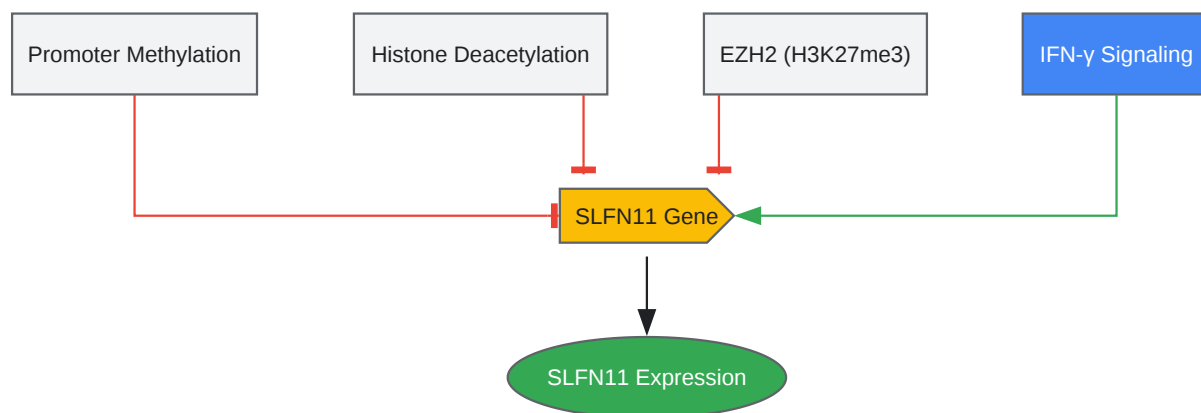 Promoter Methylation
Histone Deacetylation
EZH2 (H3K27me3)
IFN-γ Signaling
SLFN11 Gene
SLFN11 Expression